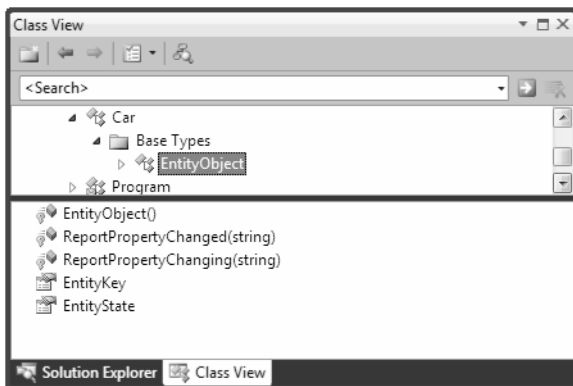 Class View
<Search>
Car
Base Types
EntityObject
Program
EntityObject()
ReportPropertyChanged(string)
ReportPropertyChanging(string)
EntityKey
EntityState
Solution Explorer Class View